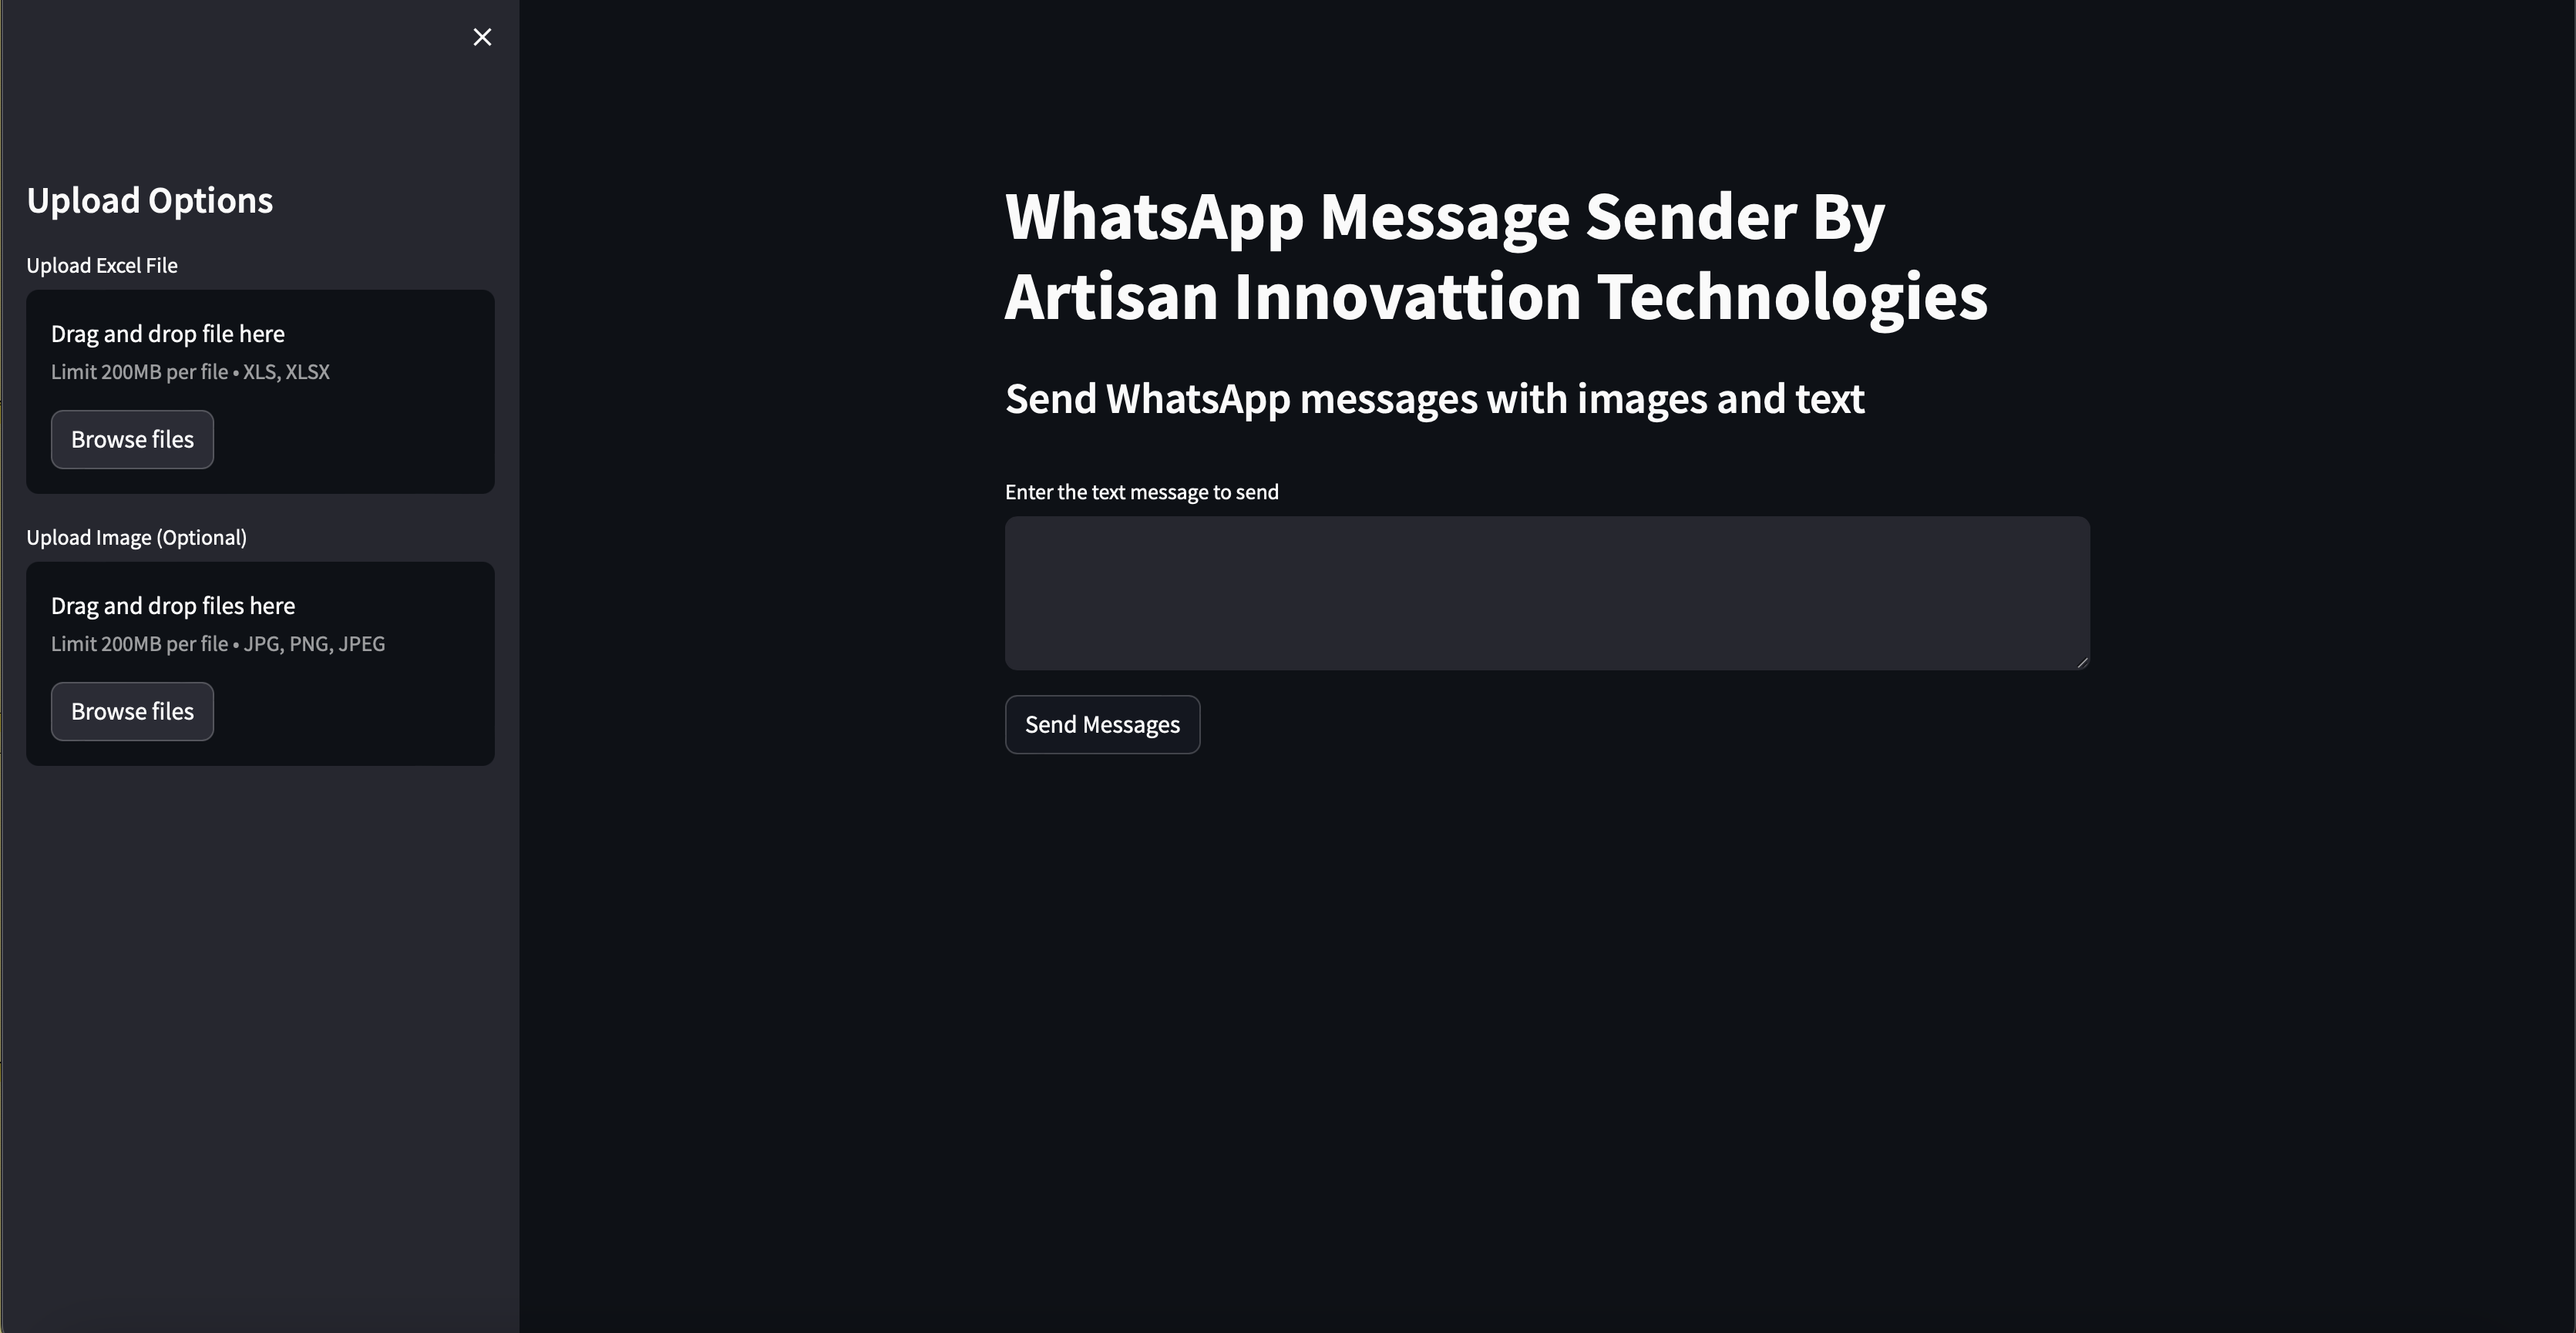 Upload Options
Upload Excel File
Drag and drop file here
Limit 200MB per file • XLS, XLSX
Browse files
Upload Image (Optional)
Drag and drop files here
Limit 200MB per file • JPG, PNG, JPEG
Browse files
WhatsApp Message Sender By
Artisan Innovattion Technologies
Send WhatsApp messages with images and text
Enter the text message to send
Send Messages